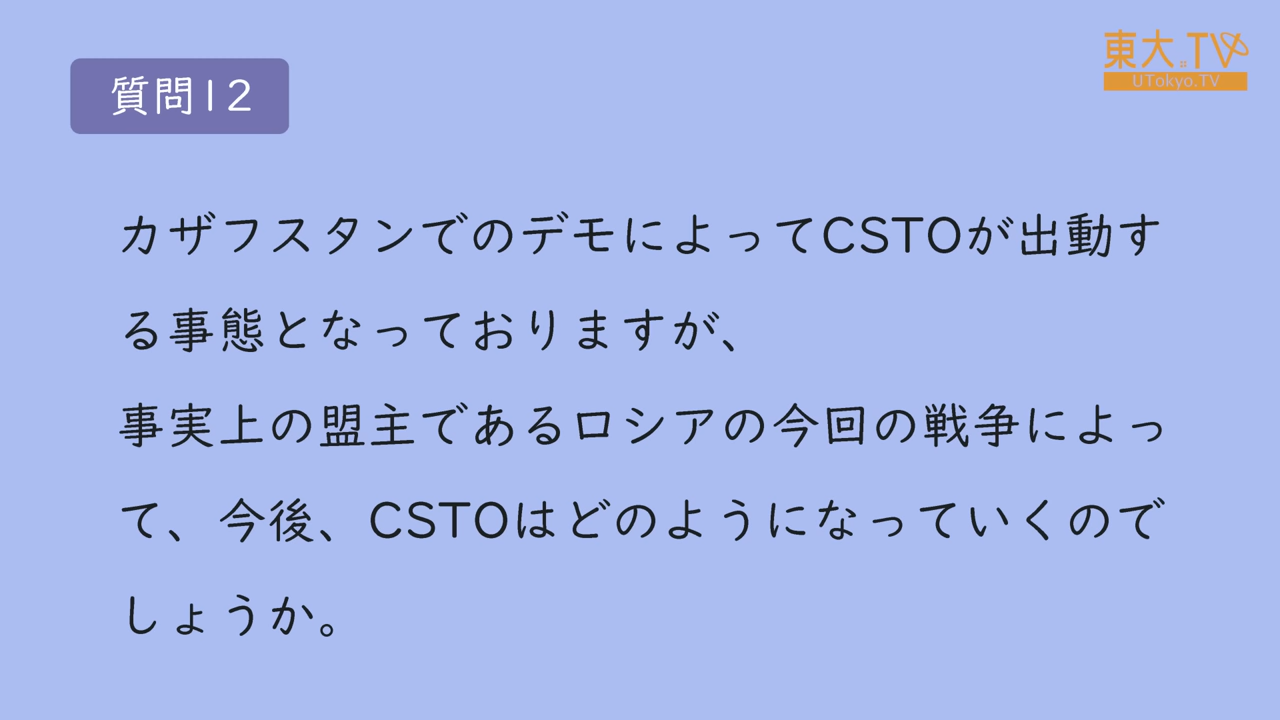 質問12
東大TV
UTokyo.TV
カザフスタンでのデモによってCSTOが出動す
る事態となっておりますが、
事実上の盟主であるロシアの今回の戦争によっ
て、今後、CSTOはどのようになっていくので
しょうか。